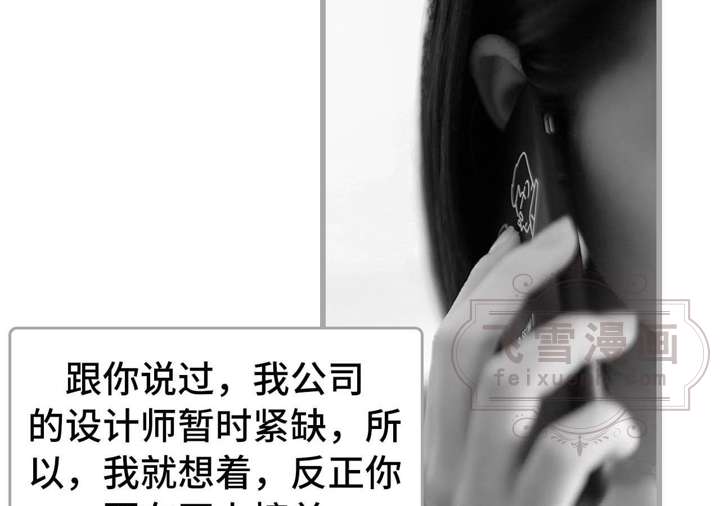 飞雪漫画
跟你说过，我公司
的设计师暂时紧缺，所
以，我就想着，反正你